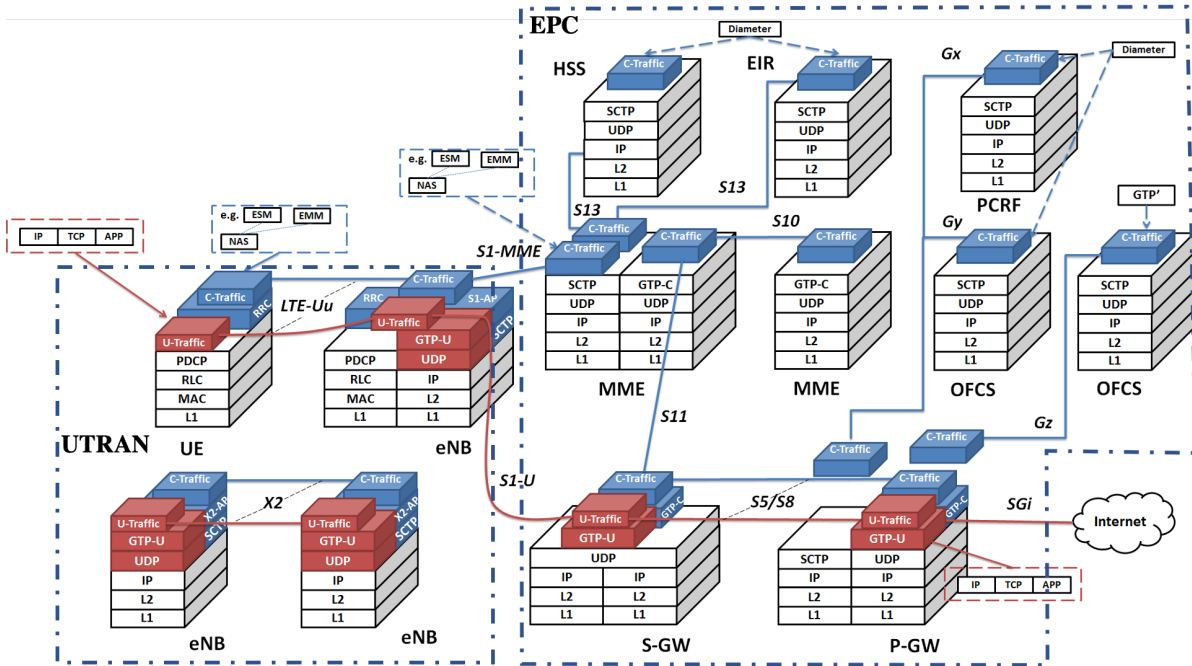 EPC
Diameter
HSS
C-Traffic
SCTP
UDP
IP
L2
L1
EIR
C-Traffic
SCTP
UDP
IP
L2
L1
Gx
C-Traffic
Diameter
SCTP
UDP
IP
L2
L1
PCRF
e.g. ESM EMM
NAS
S13
S13
S10
Gy
GTP'
IP TCP APP
e.g. ESM EMM
NAS
S1-MME
C-Traffic
C-Traffic
SCTP GTP-C
UDP UDP
IP IP
L2 L2
L1 L1
MME
C-Traffic
GTP-C
UDP
IP
L2
L1
MME
C-Traffic
SCTP
UDP
IP
L2
L1
OFCS
C-Traffic
SCTP
UDP
IP
L2
L1
OFCS
C-Traffic
RRC
U-Traffic
PDCP
RLC
MAC
L1
UE
LTE-Uu
C-Traffic
RRC S1-AP
SCTP
U-Traffic
GTP-U
UDP
PDCP
RLC IP
MAC L2
L1 L1
eNB
UTRAN
S11
C-Traffic
C-Traffic
Gz
C-Traffic
X2-AP
SCTP
U-Traffic
GTP-U
UDP
IP
L2
L1
eNB
X2
C-Traffic
X2-AP
SCTP
U-Traffic
GTP-U
UDP
IP
L2
L1
eNB
S1-U
C-Traffic
GTP-C
U-Traffic
GTP-U
UDP
IP IP
L2 L2
L1 L1
S-GW
S5/S8
C-Traffic
GTP-C
U-Traffic
GTP-U
SCTP UDP
IP IP
L2 L2
L1 L1
P-GW
SGi
Internet
IP TCP APP